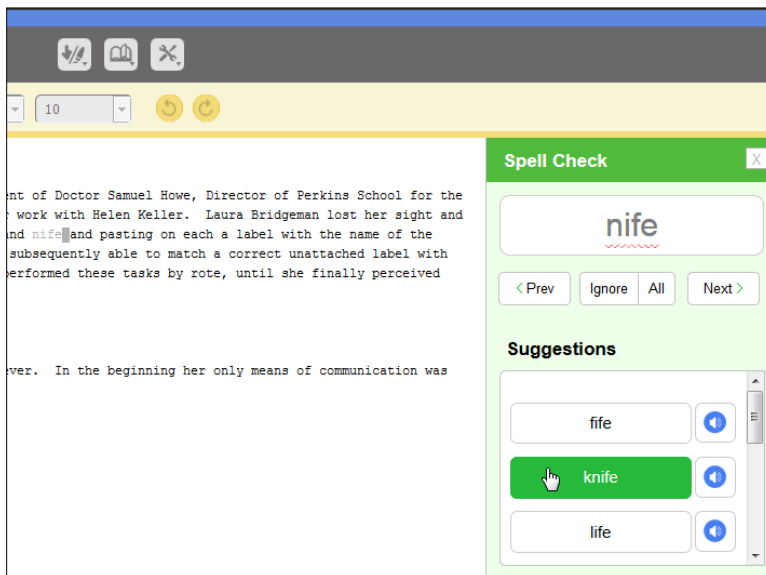 10
ent of Doctor Samuel Howe, Director of Perkins School for the
work with Helen Keller. Laura Bridgeman lost her sight and
and nife and pasting on each a label with the name of the
subsequently able to match a correct unattached label with
performed these tasks by rote, until she finally perceived
ever. In the beginning her only means of communication was
Spell Check
X
nife
< Prev Ignore All Next >
Suggestions
fife
knife
life